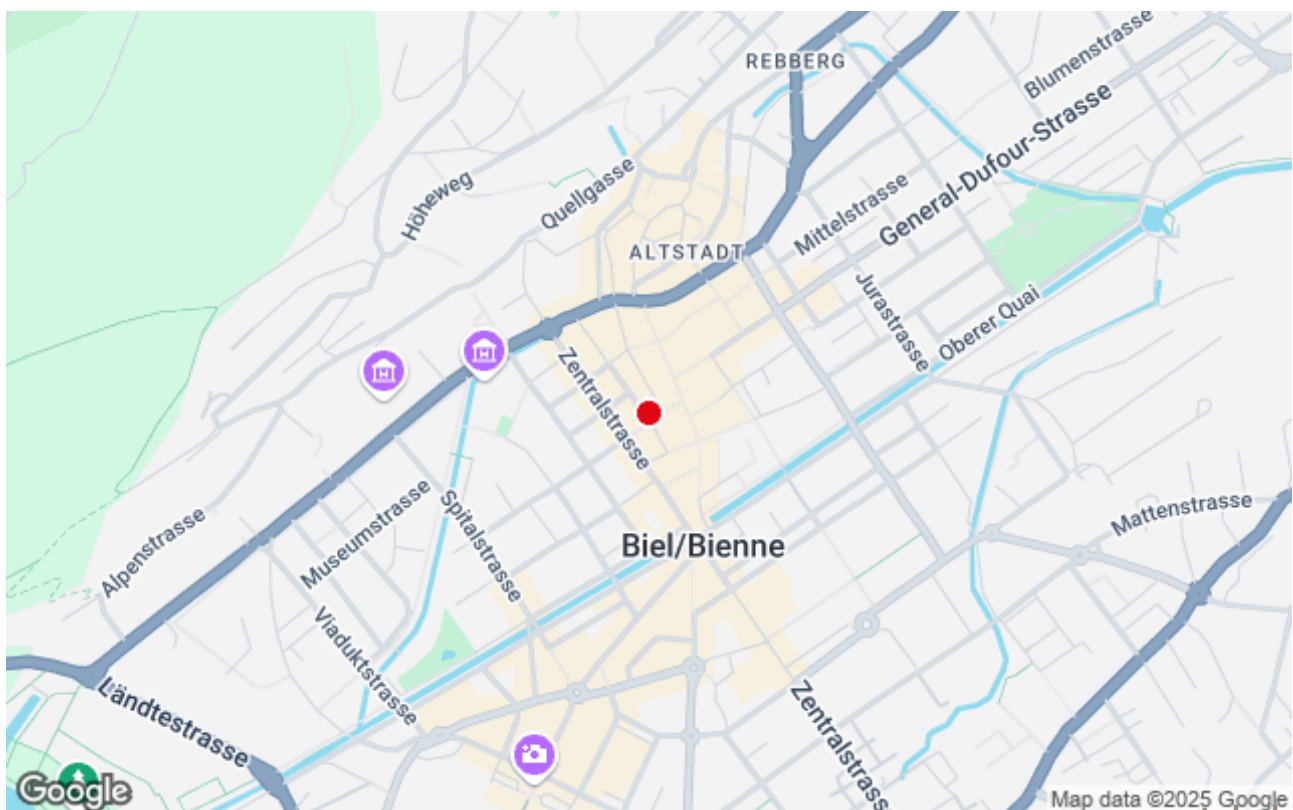 REBBERG
Blumenstrasse
General-Dufour-Strasse
Höheweg
Quellgasse
Mittelstrasse
ALTSTADT
Jurastrasse
Oberer Quai
Zentralstrasse
Spitalstrasse
Museumstrasse
Alpenstrasse
Mattenstrasse
Biel/Bienne
Viaduktstrasse
Ländtestrasse
Zentralstrasse
H
H
Google
Map data ©2025 Google